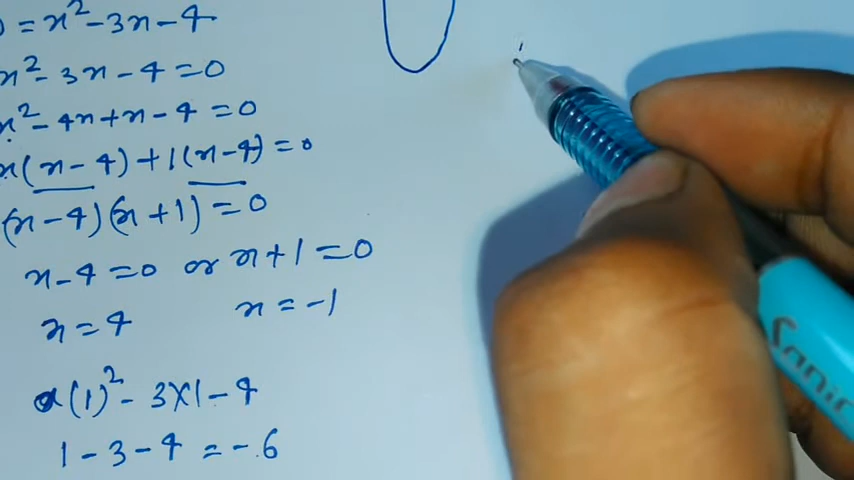 0 = x² - 3x - 4
x² - 3x - 4 = 0
x² - 4x + x - 4 = 0
x(x - 4) + 1(x - 4) = 0
(x - 4)(x + 1) = 0
x - 4 = 0 or x + 1 = 0
x = 4 x = -1
(1)² - 3×1 - 4
1 - 3 - 4 = -6